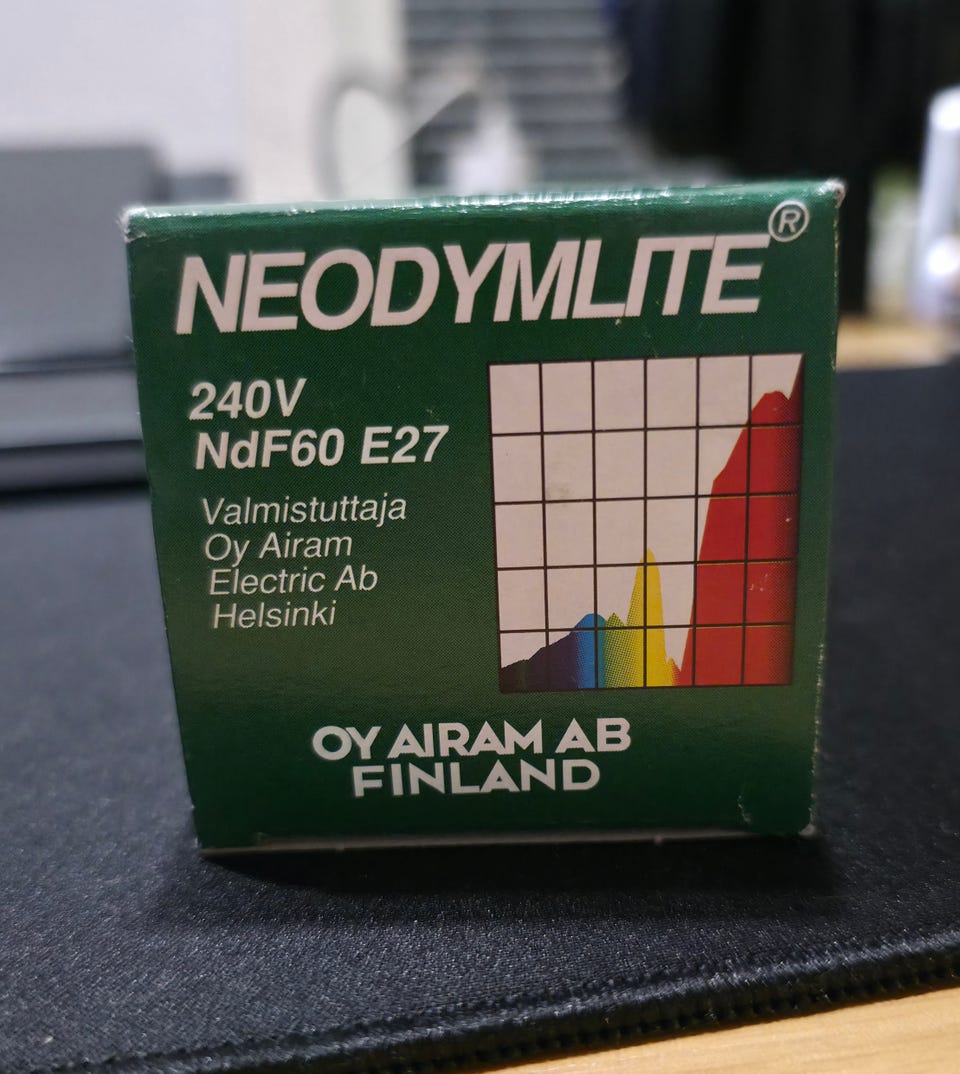 NEODYMLITE®
240V
NdF60 E27
Valmistuttaja
Oy Airam
Electric Ab
Helsinki
OY AIRAM AB
FINLAND